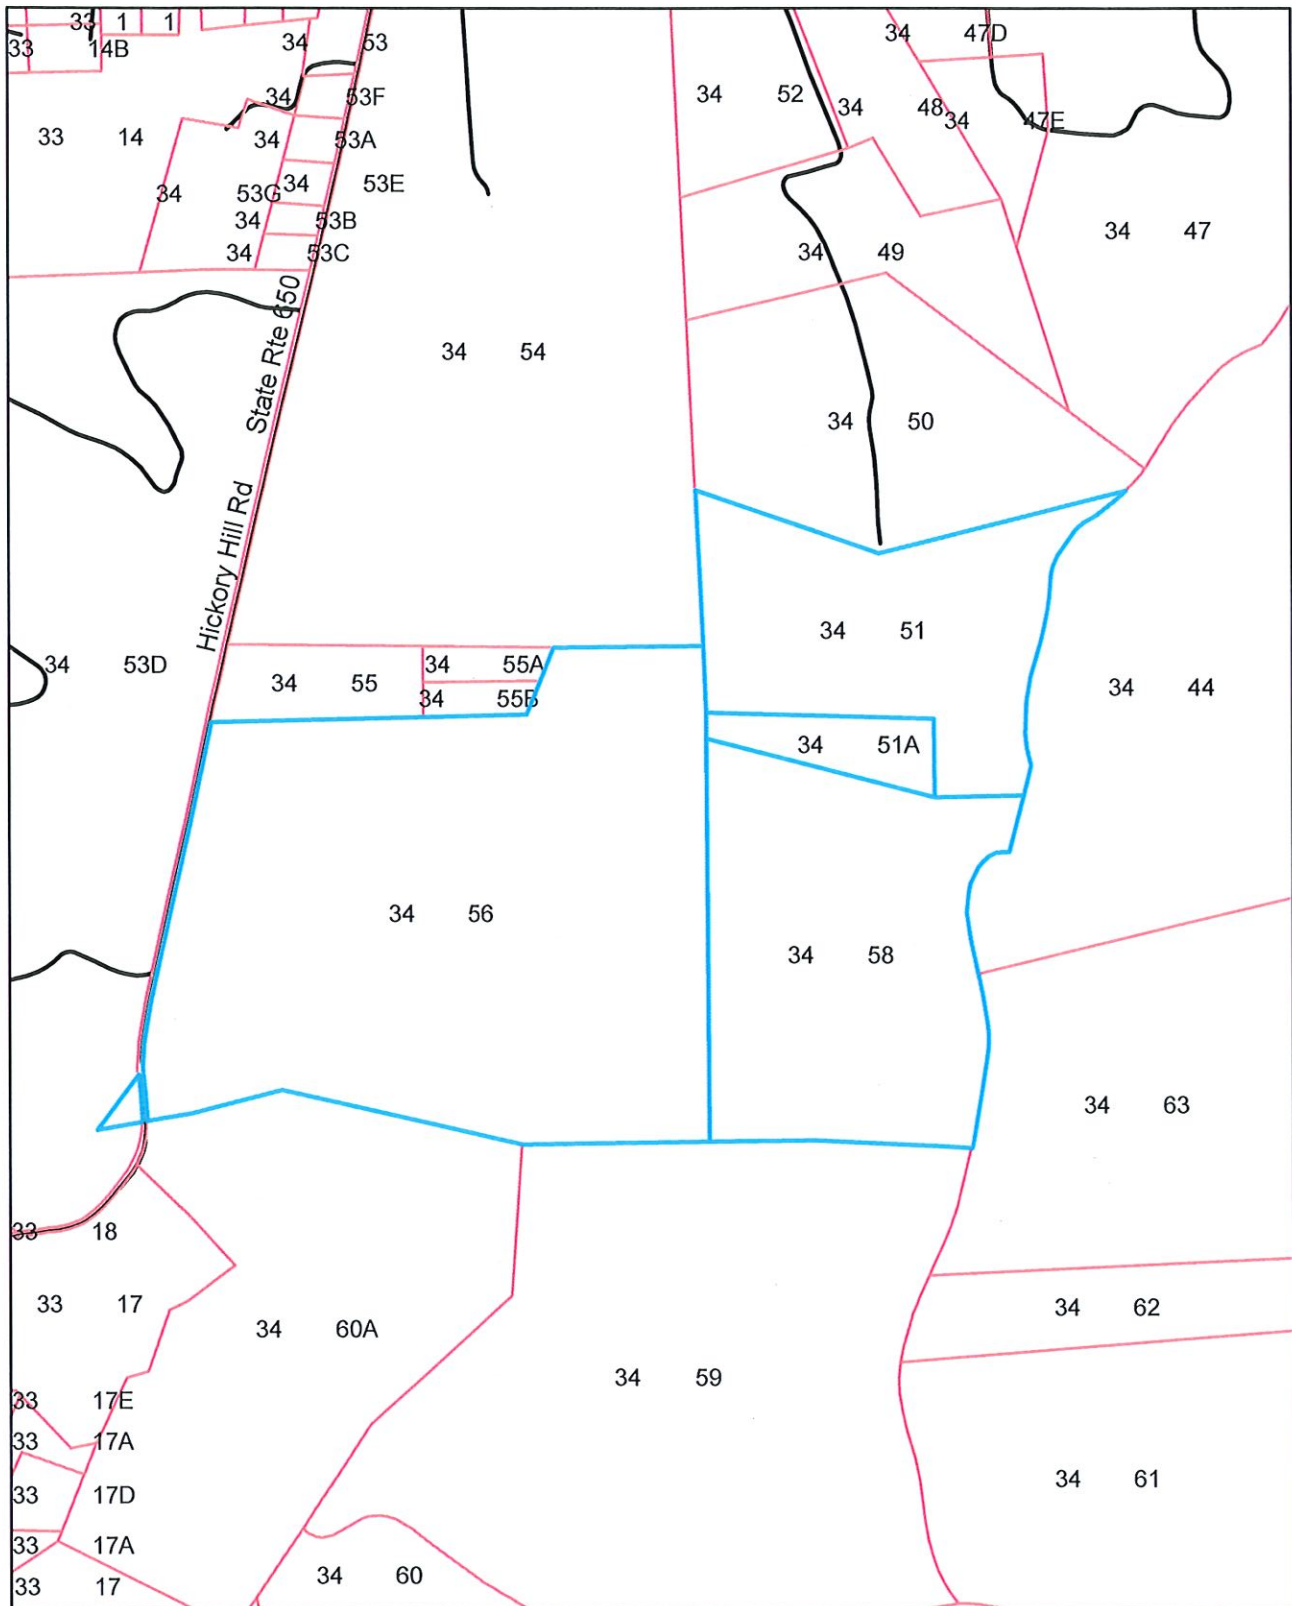 33 1 1
33 14B
34 53
34 47D
34 53F
34 52
34 48
34 47E
33 14
34 53A
34 53G
34 53E
34 53B
34 53C
34 49
34 47
State Rte 650
34 54
34 50
Hickory Hill Rd
34 51
34 53D
34 55
34 55A
34 55B
34 44
34 51A
34 56
34 58
34 63
33 18
33 17
34 60A
34 62
34 59
33 17E
33 17A
34 61
33 17D
33 17A
33 17
34 60